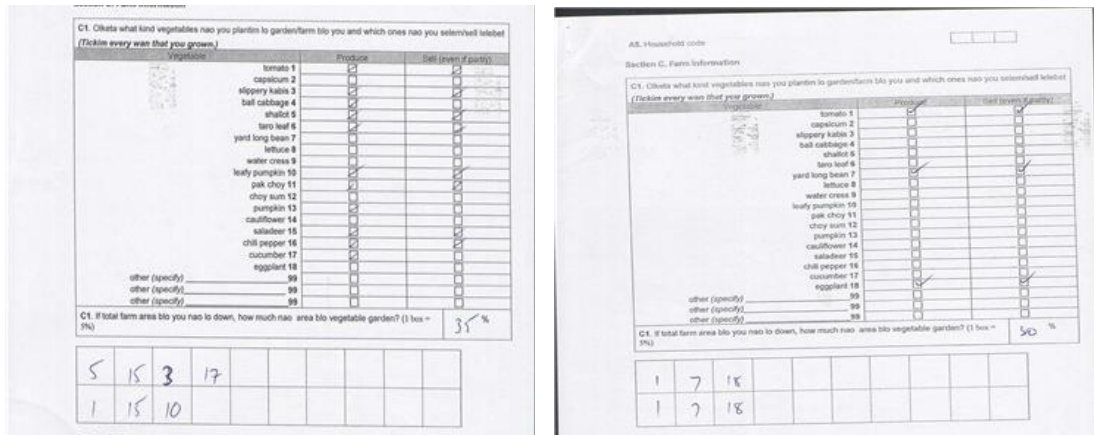 C1. Olketa what kind vegetables nao you plantim lo garden/farm blo you and which ones nao you selem/sell lelebet
(Tickim every wan that you grown.)
Vegetable Produce Sell (even if partly)
tomato 1
capsicum 2
slippery kabis 3
ball cabbage 4
shallot 5
taro leaf 6
yard long bean 7
lettuce 8
water cress 9
leafy pumpkin 10
pak choy 11
choy sum 12
pumpkin 13
cauliflower 14
saladeer 15
chili pepper 16
cucumber 17
eggplant 18
other (specify) 99
other (specify) 99
other (specify) 99
C1. If total farm area blo you nao lo down, how much nao area blo vegetable garden? (1 box = 5%) 35 %
5 15 3 17
1 15 10
A5. Household code
Section C. Farm Information
C1. Olketa what kind vegetables nao you plantim lo garden/farm blo you and which ones nao you selem/sell lelebet
(Tickim every wan that you grown.)
Vegetable Produce Sell (even if partly)
tomato 1
capsicum 2
slippery kabis 3
ball cabbage 4
shallot 5
taro leaf 6
yard long bean 7
lettuce 8
water cress 9
leafy pumpkin 10
pak choy 11
choy sum 12
pumpkin 13
cauliflower 14
saladeer 15
chili pepper 16
cucumber 17
eggplant 18
other (specify) 99
other (specify) 99
other (specify) 99
C1. If total farm area blo you nao lo down, how much nao area blo vegetable garden? (1 box = 5%) 30 %
1 7 18
1 7 18